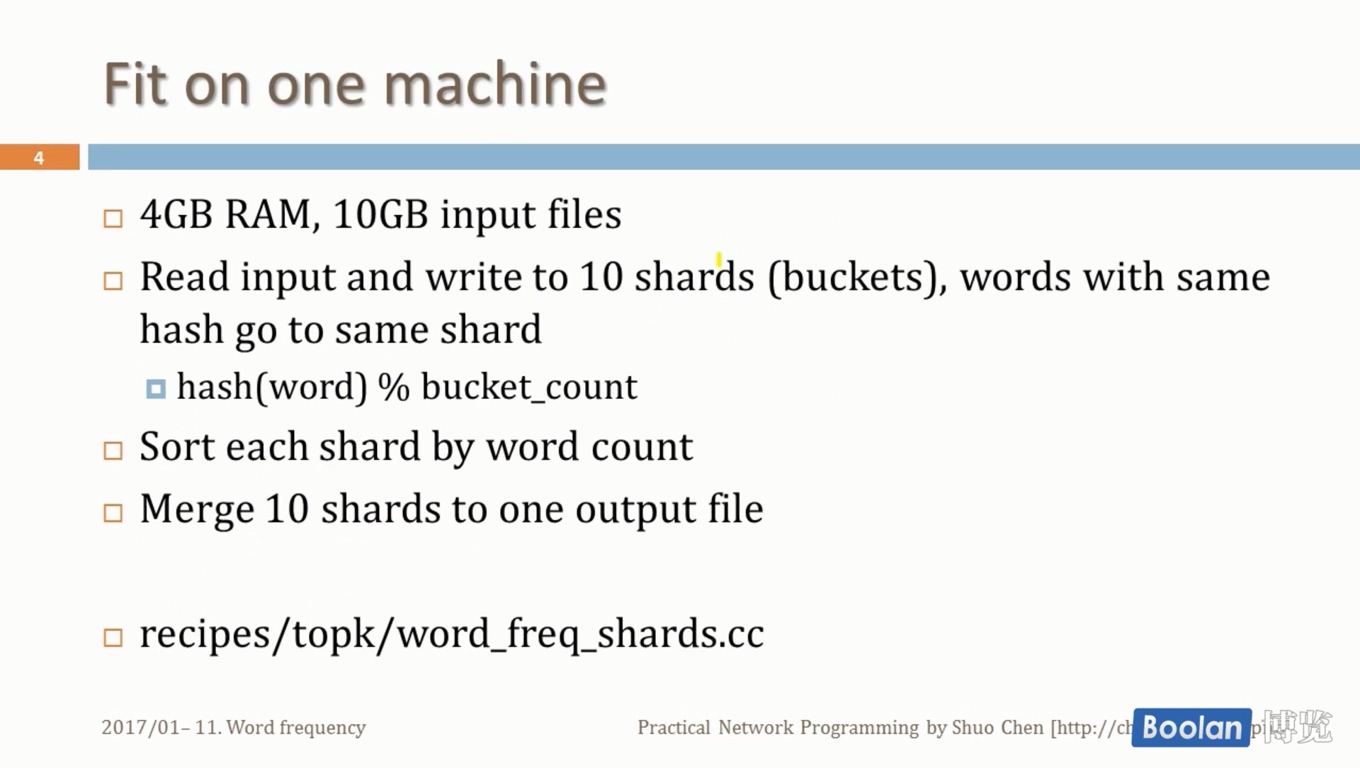 Fit on one machine
4
4GB RAM, 10GB input files
Read input and write to 10 shards (buckets), words with same
hash go to same shard
hash(word) % bucket_count
Sort each shard by word count
Merge 10 shards to one output file
recipes/topk/word_freq_shards.cc
2017/01– 11. Word frequency
Practical Network Programming by Shuo Chen [http://ch
Boolan 博览